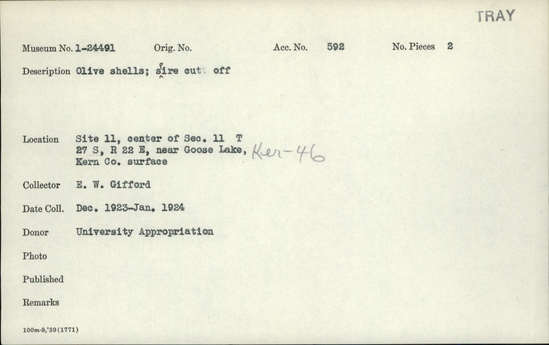 TRAY
Museum No. 1-24491 Orig. No. Acc. No. 592 No. Pieces 2
Description Olive shells; spire cut off
Location Site 11, center of Sec. 11 T
27 S, R 22 E, near Goose Lake, Ker-46
Kern Co. surface
Collector E. W. Gifford
Date Coll. Dec. 1923-Jan. 1924
Donor University Appropriation
Photo
Published
Remarks
100m-9,'39(1771)